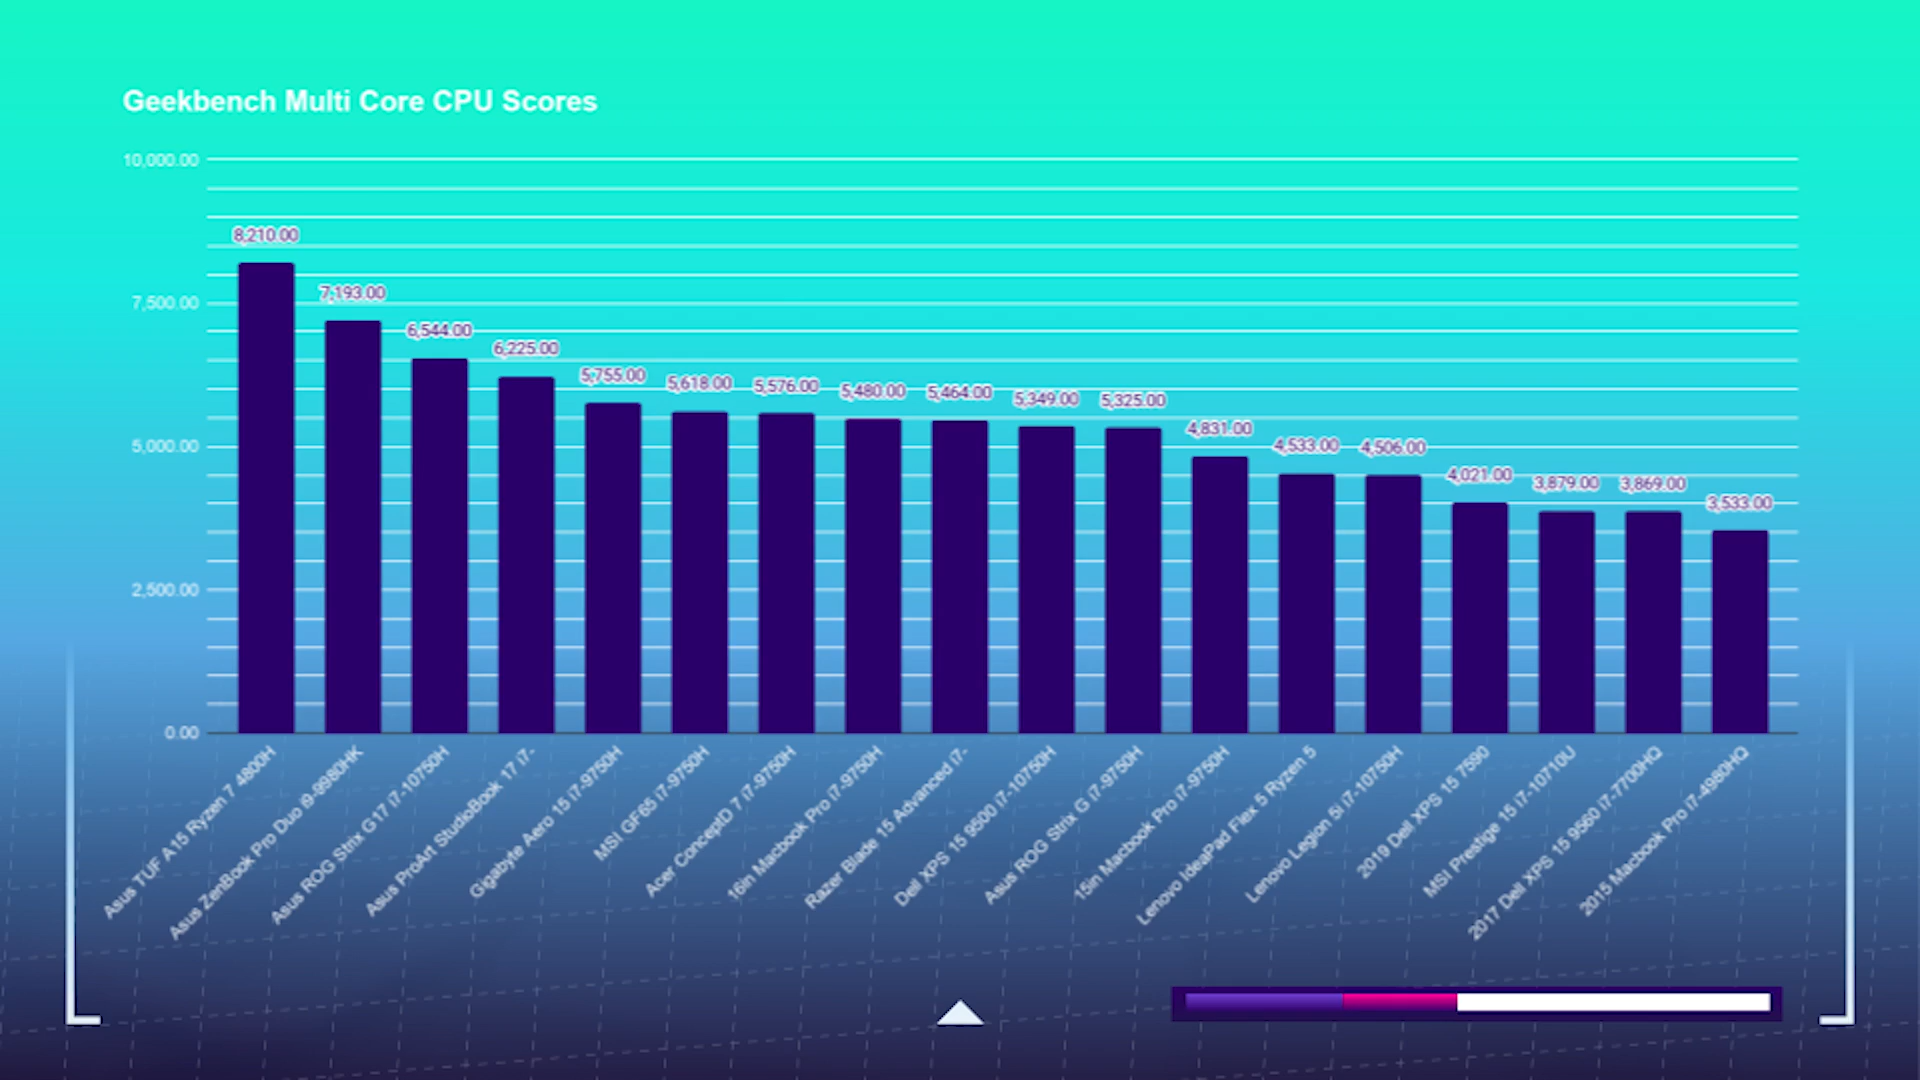 Geekbench Multi Core CPU Scores
10,000.00
7,500.00
5,000.00
2,500.00
0.00
8,210.00
7,193.00
6,544.00
6,225.00
5,755.00
5,618.00
5,576.00
5,480.00
5,464.00
5,349.00
5,325.00
4,831.00
4,533.00
4,506.00
4,021.00
3,879.00
3,869.00
3,533.00
Asus TUF A15 Ryzen 7 4800H
Asus ZenBook Pro Duo i9-9980HK
Asus ROG Strix G17 i7-10750H
Asus ProArt StudioBook 17 i7-
Gigabyte Aero 15 i7-9750H
MSI GF65 i7-9750H
Acer ConceptD 7 i7-9750H
16in Macbook Pro i7-9750H
Razer Blade 15 Advanced i7-
Dell XPS 15 9500 i7-10750H
Asus ROG Strix G i7-9750H
15in Macbook Pro i7-9750H
Lenovo IdeaPad Flex 5 Ryzen 5
Lenovo Legion 5i i7-10750H
2019 Dell XPS 15 7590
MSI Prestige 15 i7-10710U
2017 Dell XPS 15 9560 i7-7700HQ
2015 Macbook Pro i7-4980HQ